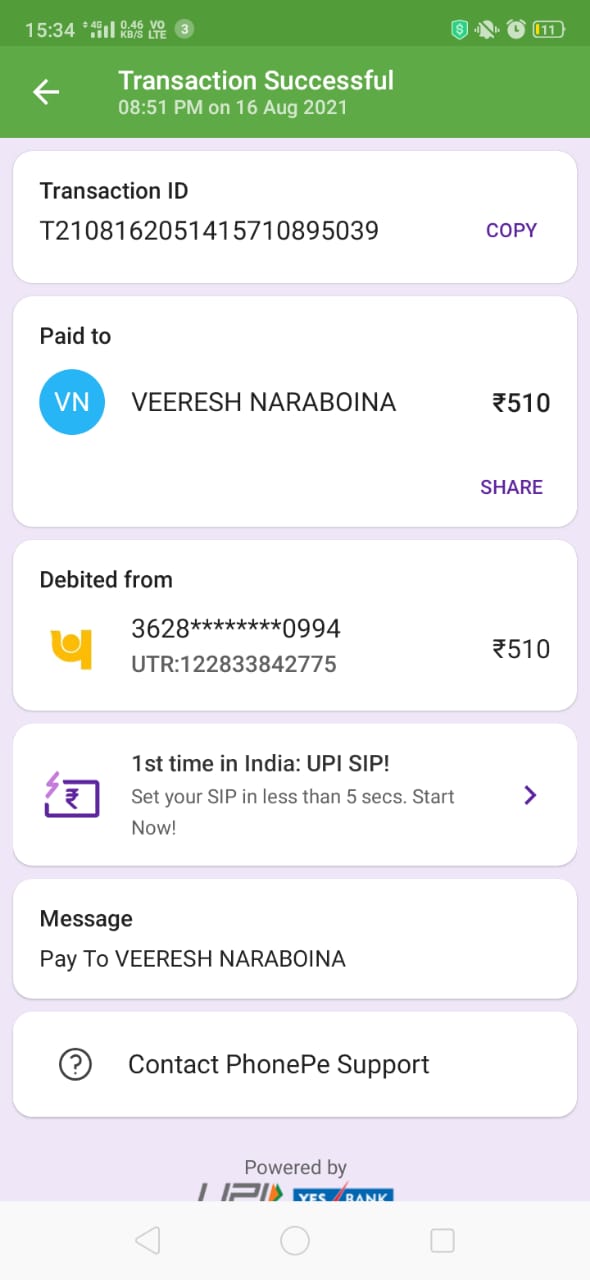 15:34 4G 0.46 KB/S VO LTE 3 11
Transaction Successful
08:51 PM on 16 Aug 2021
Transaction ID
T2108162051415710895039 COPY
Paid to
VN VEERESH NARABOINA ₹510
SHARE
Debited from
3628********0994
UTR:122833842775 ₹510
1st time in India: UPI SIP!
Set your SIP in less than 5 secs. Start
Now!
Message
Pay To VEERESH NARABOINA
Contact PhonePe Support
Powered by
UPI YES BANK